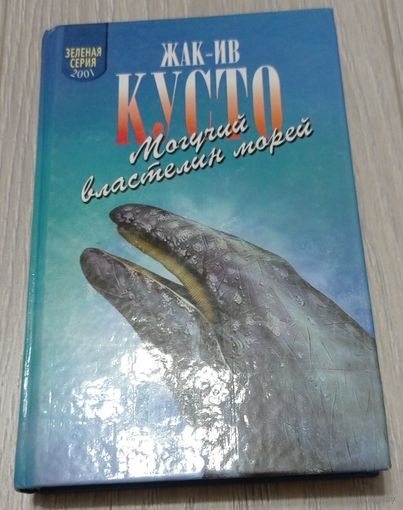 ЗЕЛЕНАЯ
СЕРИЯ
2001
ЖАК-ИВ
КУСТО
Могучий
властелин морей